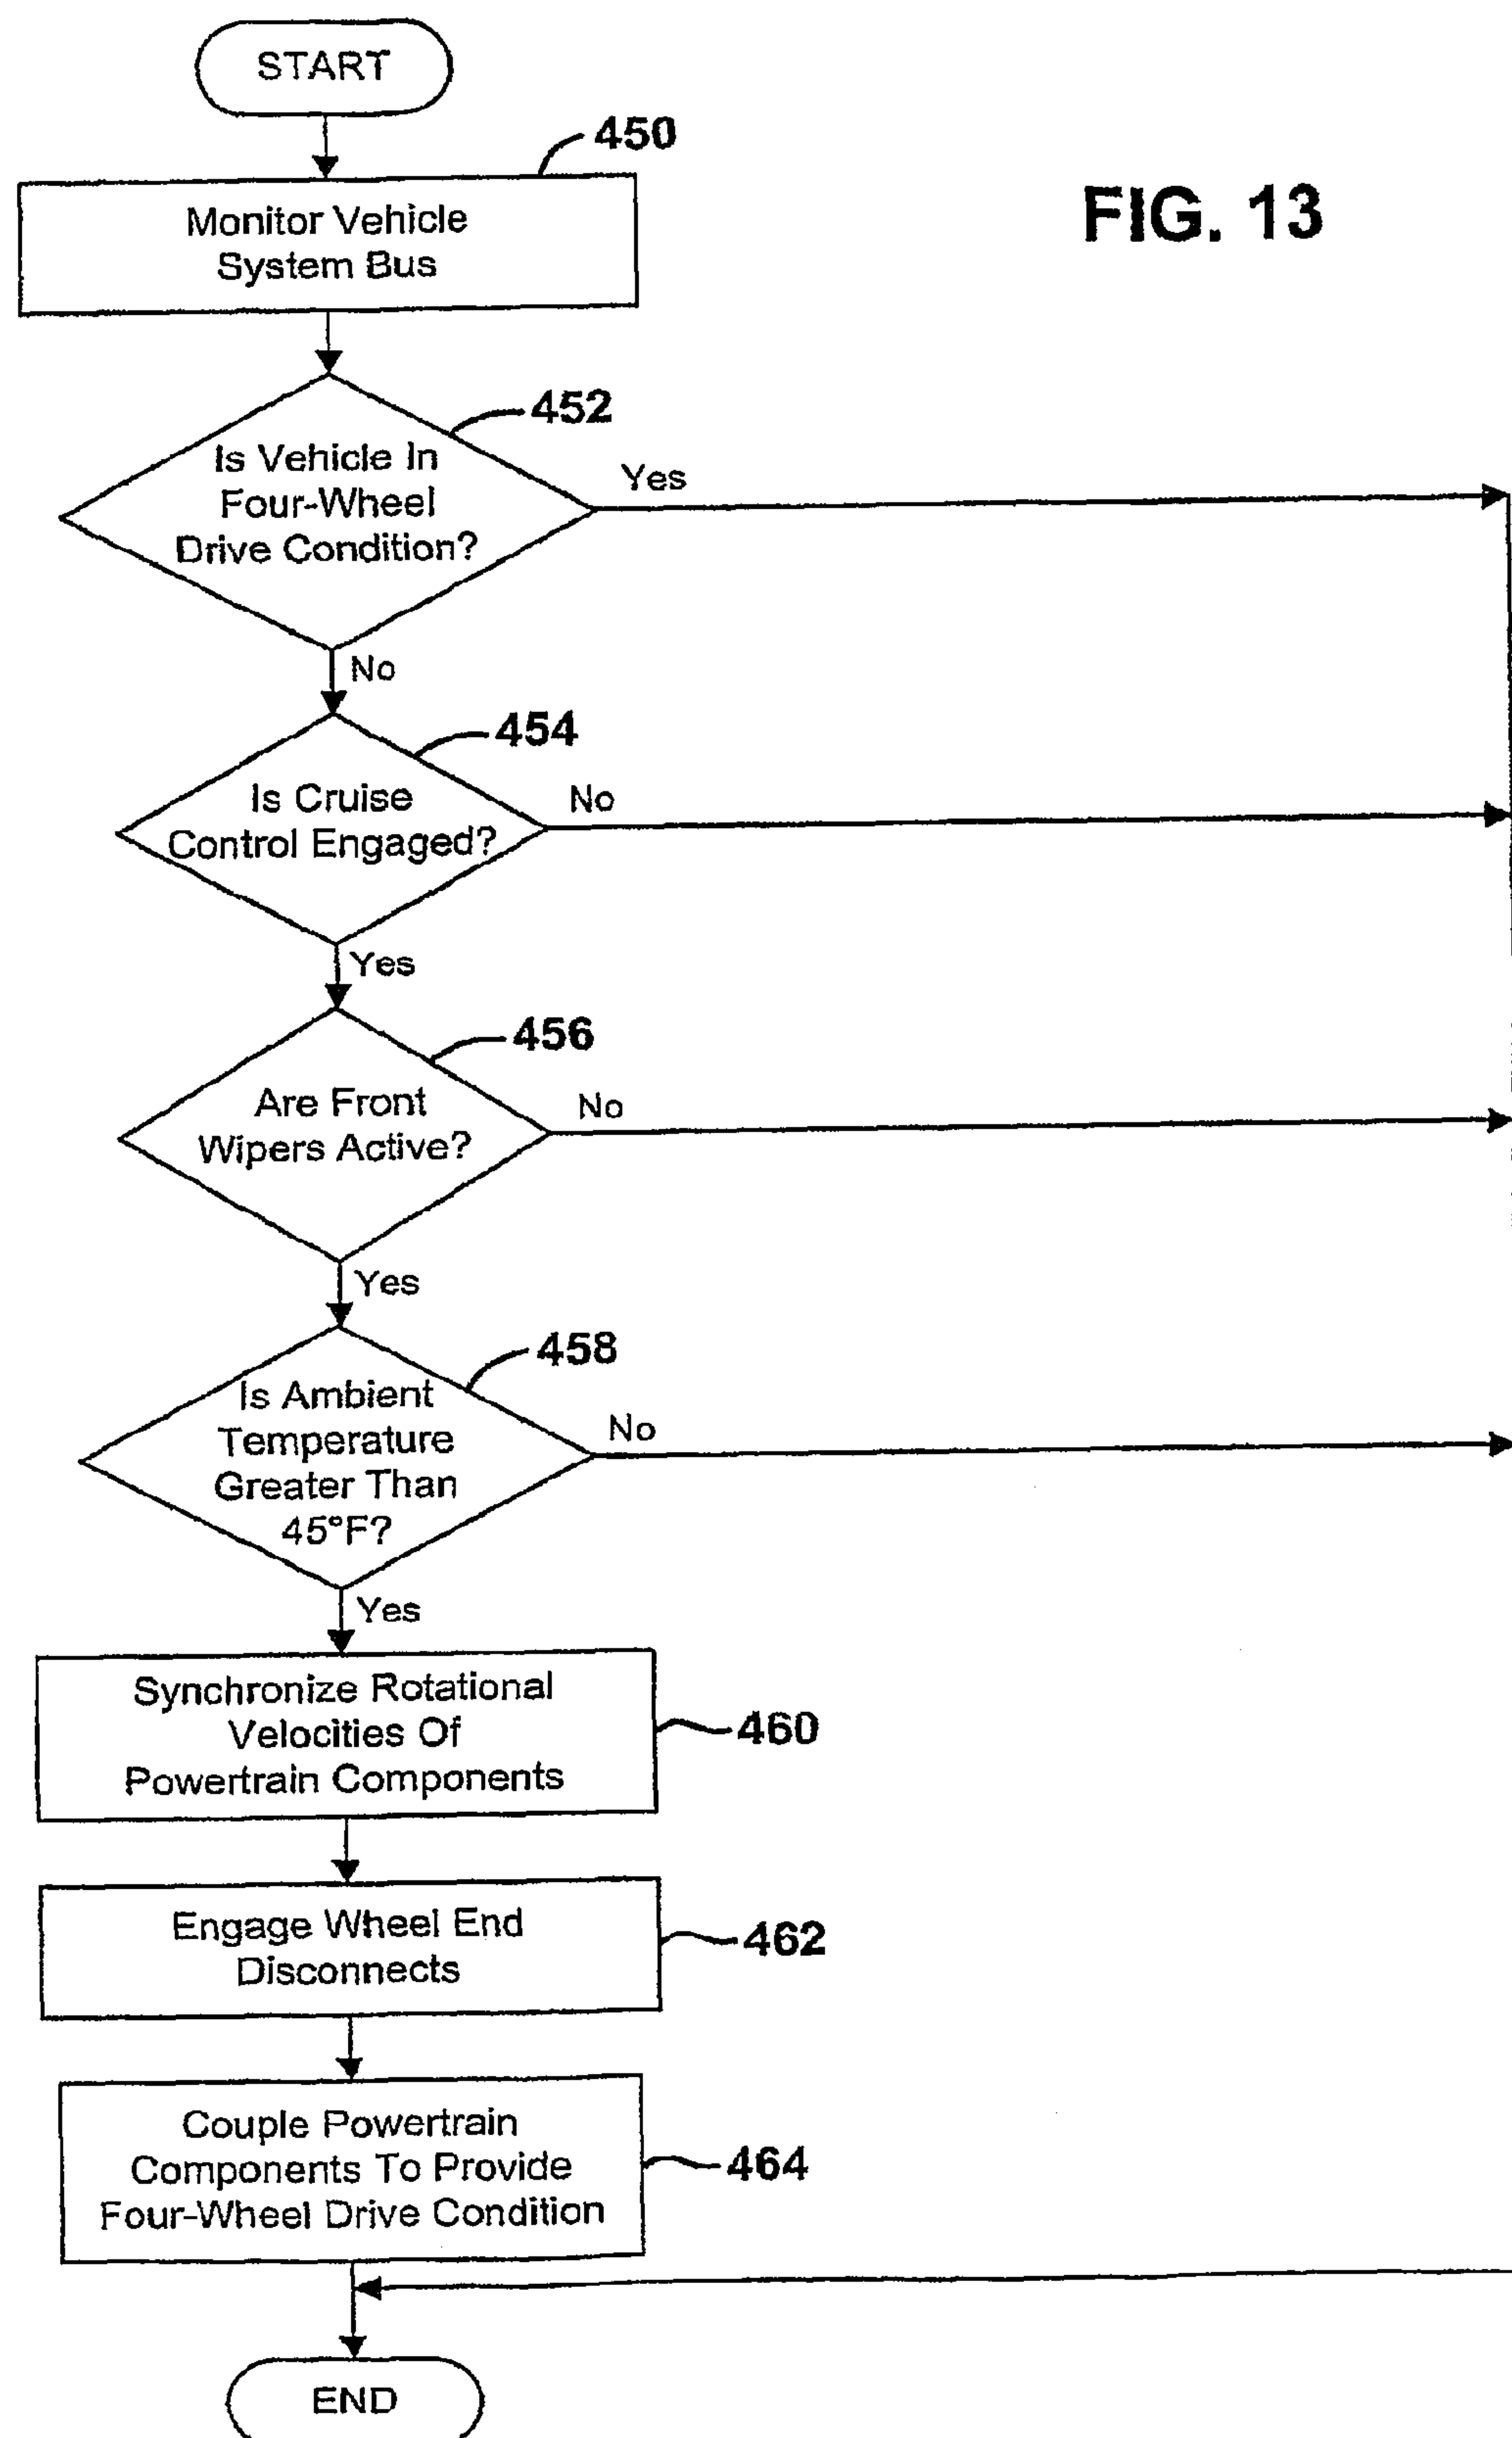 START
450
FIG. 13
Monitor Vehicle
System Bus
452
Is Vehicle In
Four-Wheel
Drive Condition?
Yes
No
454
Is Cruise
Control Engaged?
No
Yes
456
Are Front
Wipers Active?
No
Yes
458
Is Ambient
Temperature
Greater Than
45°F?
No
Yes
Synchronize Rotational
Velocities Of
Powertrain Components
460
Engage Wheel End
Disconnects
462
Couple Powertrain
Components To Provide
Four-Wheel Drive Condition
464
END